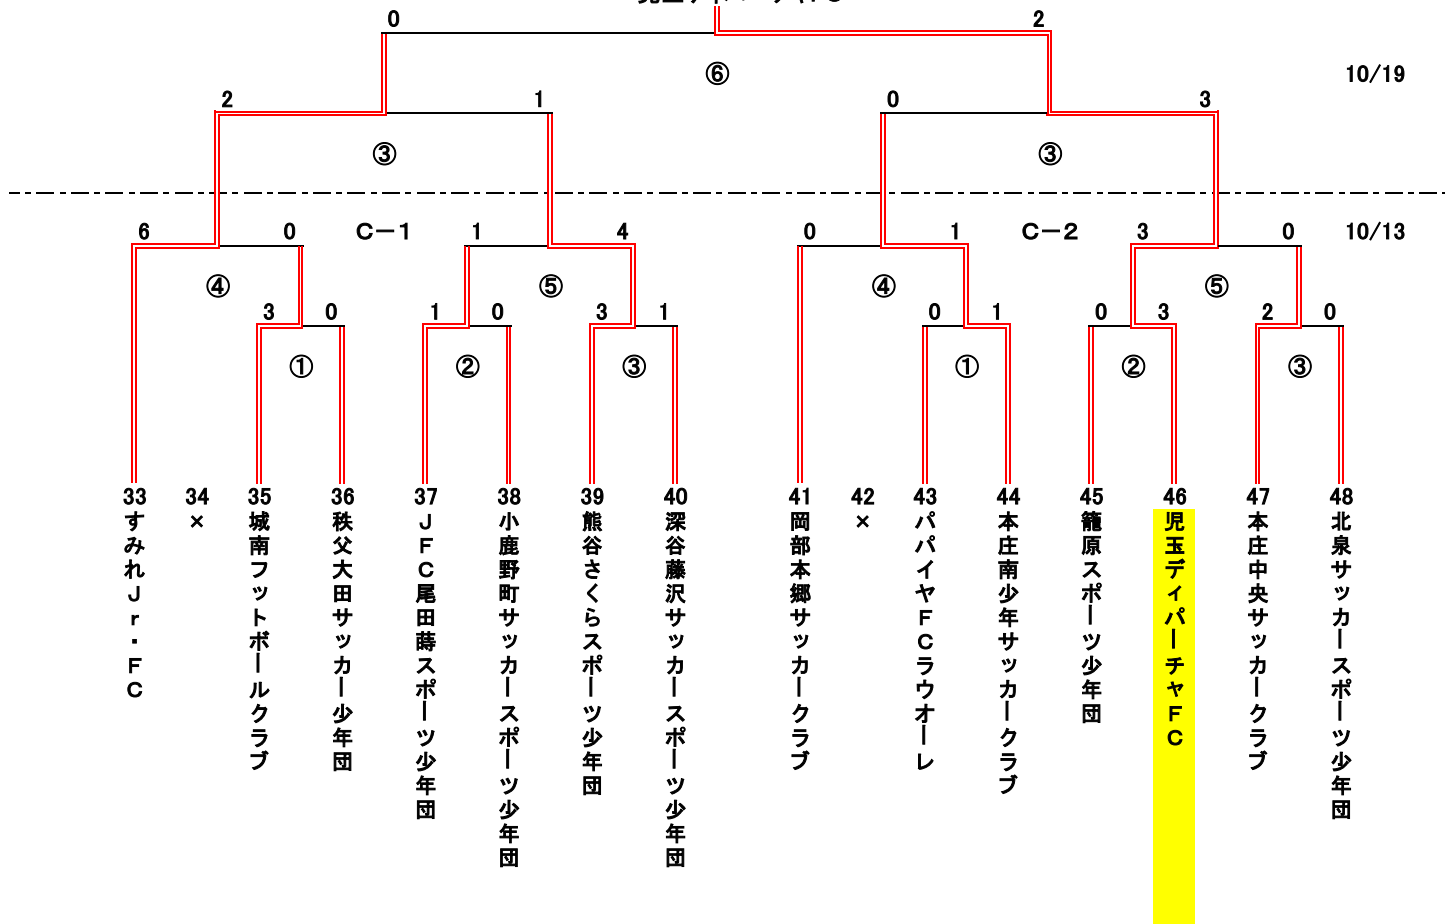 0 2
⑥ 10/19
2 1 0 3
③ ③
6 0 C－1 1 4 0 1 C－2 3 0 10/13
④ ⑤ ④ ⑤
3 0 1 0 3 1 0 1 0 3 2 0
① ② ③ ① ② ③
33 34 35 36 37 38 39 40 41 42 43 44 45 46 47 48
すみれJr・FC
×
城南フットボールクラブ
秩父大田サッカー少年団
JFC尾田蒔スポーツ少年団
小鹿野町サッカースポーツ少年団
熊谷さくらスポーツ少年団
深谷藤沢サッカースポーツ少年団
岡部本郷サッカークラブ
×
パパイヤFCラウオーレ
本庄南少年サッカークラブ
籠原スポーツ少年団
児玉ディパーチャFC
本庄中央サッカークラブ
北泉サッカースポーツ少年団